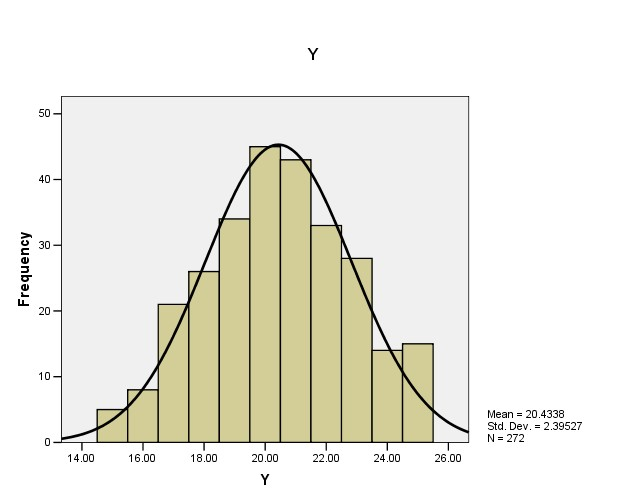 Y
50
40
30
20
10
0
Frequency
14.00 16.00 18.00 20.00 22.00 24.00 26.00
Y
Mean = 20.4338
Std. Dev. = 2.39527
N = 272